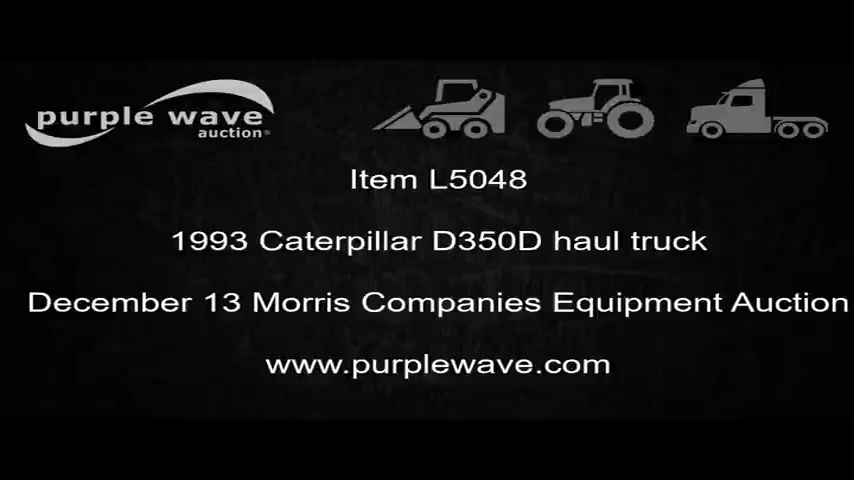 purple wave
auction®
Item L5048
1993 Caterpillar D350D haul truck
December 13 Morris Companies Equipment Auction
www.purplewave.com